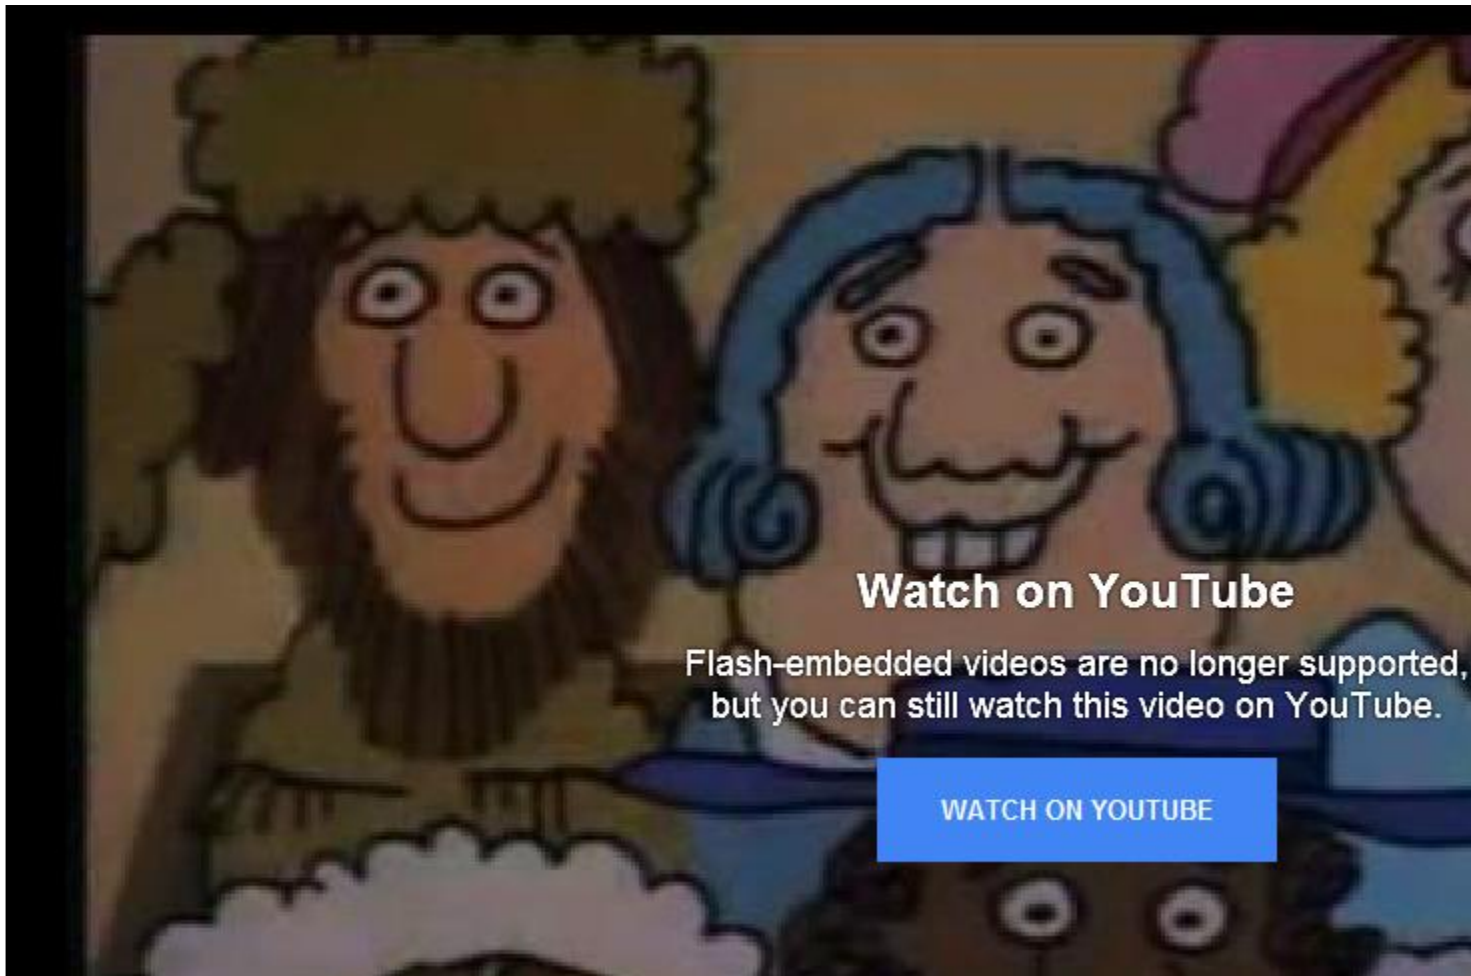 Watch on YouTube
Flash-embedded videos are no longer supported,
but you can still watch this video on YouTube.
WATCH ON YOUTUBE